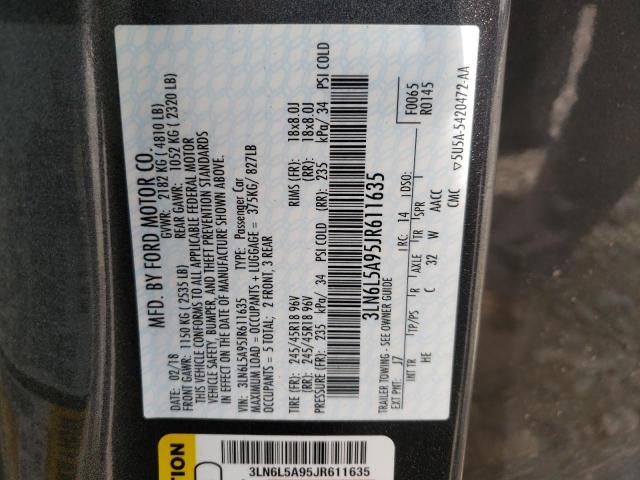 MFD. BY FORD MOTOR CO.
DATE: 02/18 GVWR: 2182 KG ( 4810 LB)
FRONT GAWR: 1150 KG ( 2535 LB) REAR GAWR: 1052 KG ( 2320 LB)
THIS VEHICLE CONFORMS TO ALL APPLICABLE FEDERAL MOTOR
VEHICLE SAFETY, BUMPER, AND THEFT PREVENTION STANDARDS
IN EFFECT ON THE DATE OF MANUFACTURE SHOWN ABOVE.
VIN: 3LN6L5A95JR611635 TYPE: Passenger Car
MAXIMUM LOAD = OCCUPANTS + LUGGAGE = 375KG/ 827LB
OCCUPANTS = 5 TOTAL; 2 FRONT, 3 REAR
TIRE (FR): 245/45R18 96V RIMS (FR): 18x8.0J
(RR): 245/45R18 96V (RR): 18x8.0J
PRESSURE (FR): 235 kPa/ 34 PSI COLD (RR): 235 kPa/ 34 PSI COLD
3LN6L5A95JR611635
TRAILER TOWING - SEE OWNER GUIDE
F0065
R0145
EXT PNT: J7 RC: 14 DSO:
INT TR TP/PS R AXLE TR SPR
HE C 32 W AACC
CMC
▽5U5A-5420472-AA
3LN6L5A95JR611635